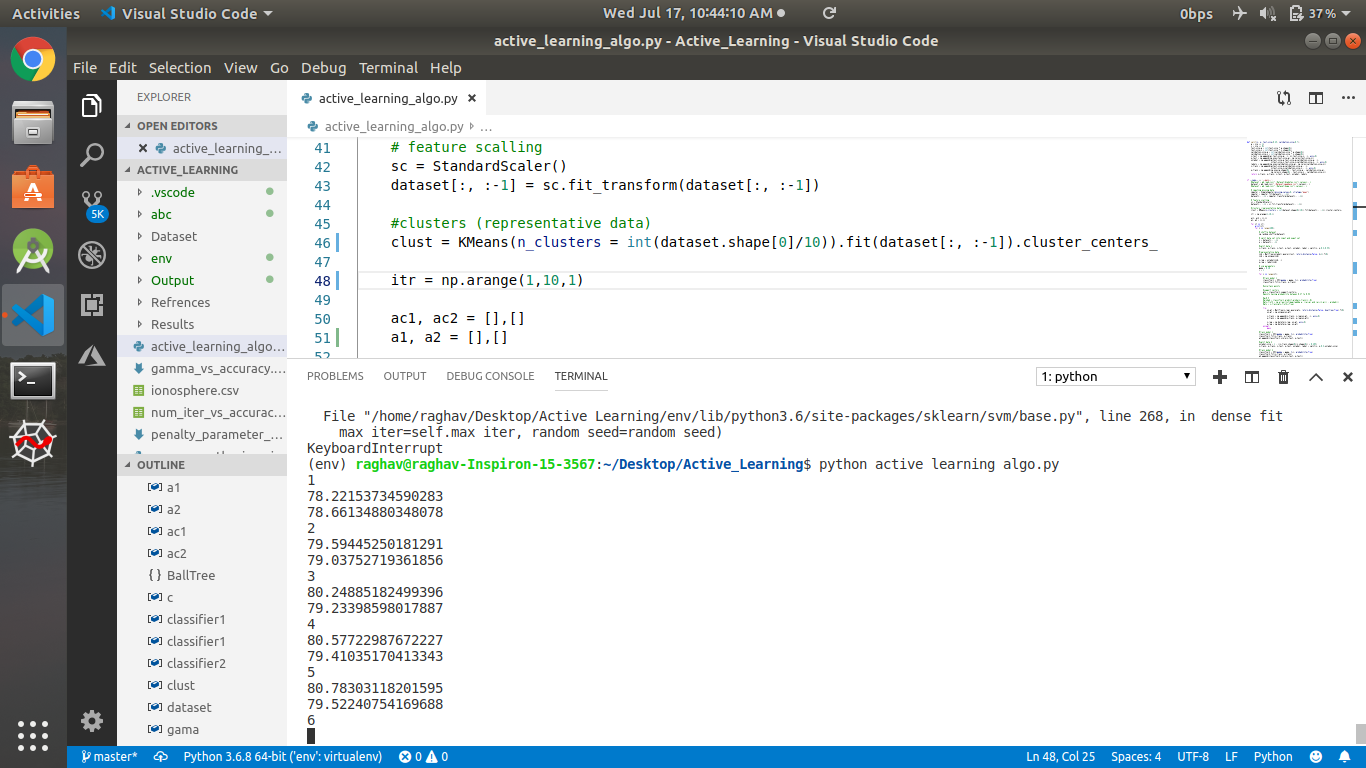 Activities Visual Studio Code Wed Jul 17, 10:44:10 AM 0bps 37%
active_learning_algo.py - Active_Learning - Visual Studio Code
File Edit Selection View Go Debug Terminal Help
EXPLORER
OPEN EDITORS
active_learning_...
ACTIVE_LEARNING
.vscode
abc
Dataset
env
Output
Refrences
Results
active_learning_algo...
gamma_vs_accuracy....
ionosphere.csv
num_iter_vs_accurac...
penalty_parameter_...
OUTLINE
a1
a2
ac1
ac2
{ } BallTree
c
classifier1
classifier1
classifier2
clust
dataset
gama
5K
active_learning_algo.py
active_learning_algo.py ...
41 # feature scalling
42 sc = StandardScaler()
43 dataset[:, :-1] = sc.fit_transform(dataset[:, :-1])
44
45 #clusters (representative data)
46 clust = KMeans(n_clusters = int(dataset.shape[0]/10)).fit(dataset[:, :-1]).cluster_centers_
47
48 itr = np.arange(1,10,1)
49
50 ac1, ac2 = [],[]
51 a1, a2 = [],[]
52
PROBLEMS OUTPUT DEBUG CONSOLE TERMINAL 1: python
File "/home/raghav/Desktop/Active Learning/env/lib/python3.6/site-packages/sklearn/svm/base.py", line 268, in dense fit
max iter=self.max iter, random seed=random seed)
KeyboardInterrupt
(env) raghav@raghav-Inspiron-15-3567:~/Desktop/Active_Learning$ python active learning algo.py
1
78.22153734590283
78.66134880348078
2
79.59445250181291
79.03752719361856
3
80.24885182499396
79.23398598017887
4
80.57722987672227
79.41035170413343
5
80.78303118201595
79.52240754169688
6
master* Python 3.6.8 64-bit ('env': virtualenv) 0 0 Ln 48, Col 25 Spaces: 4 UTF-8 LF Python